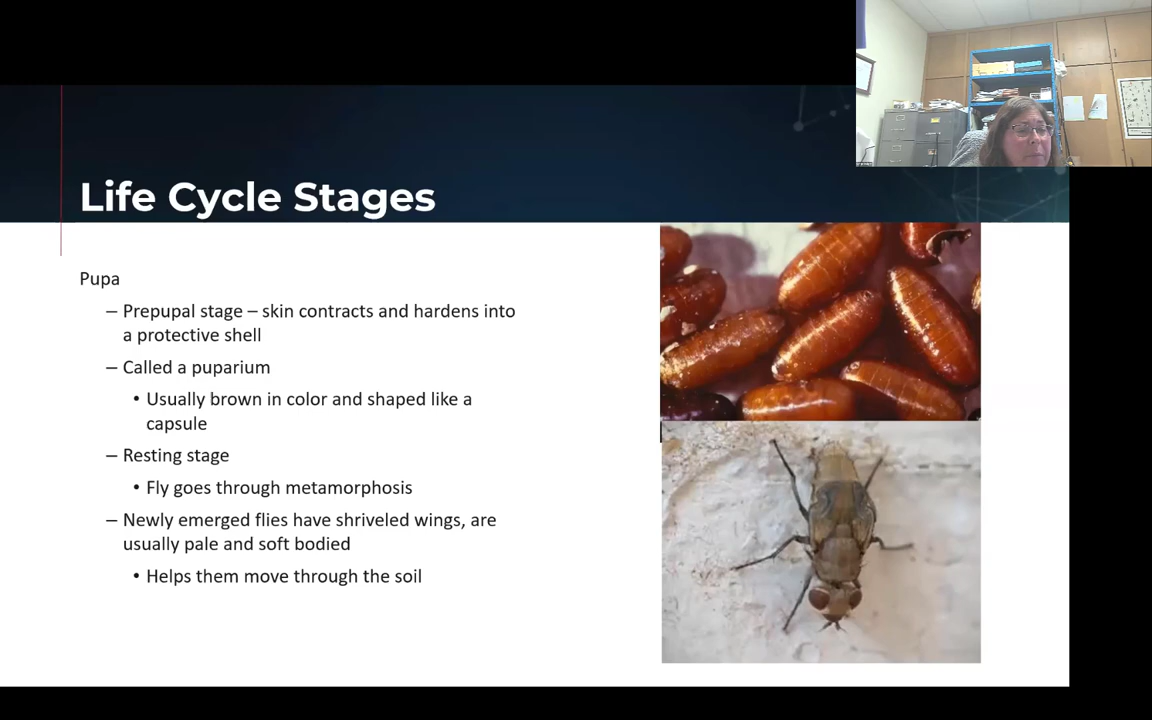 Life Cycle Stages
Pupa
– Prepupal stage – skin contracts and hardens into
a protective shell
– Called a puparium
• Usually brown in color and shaped like a
capsule
– Resting stage
• Fly goes through metamorphosis
– Newly emerged flies have shriveled wings, are
usually pale and soft bodied
• Helps them move through the soil